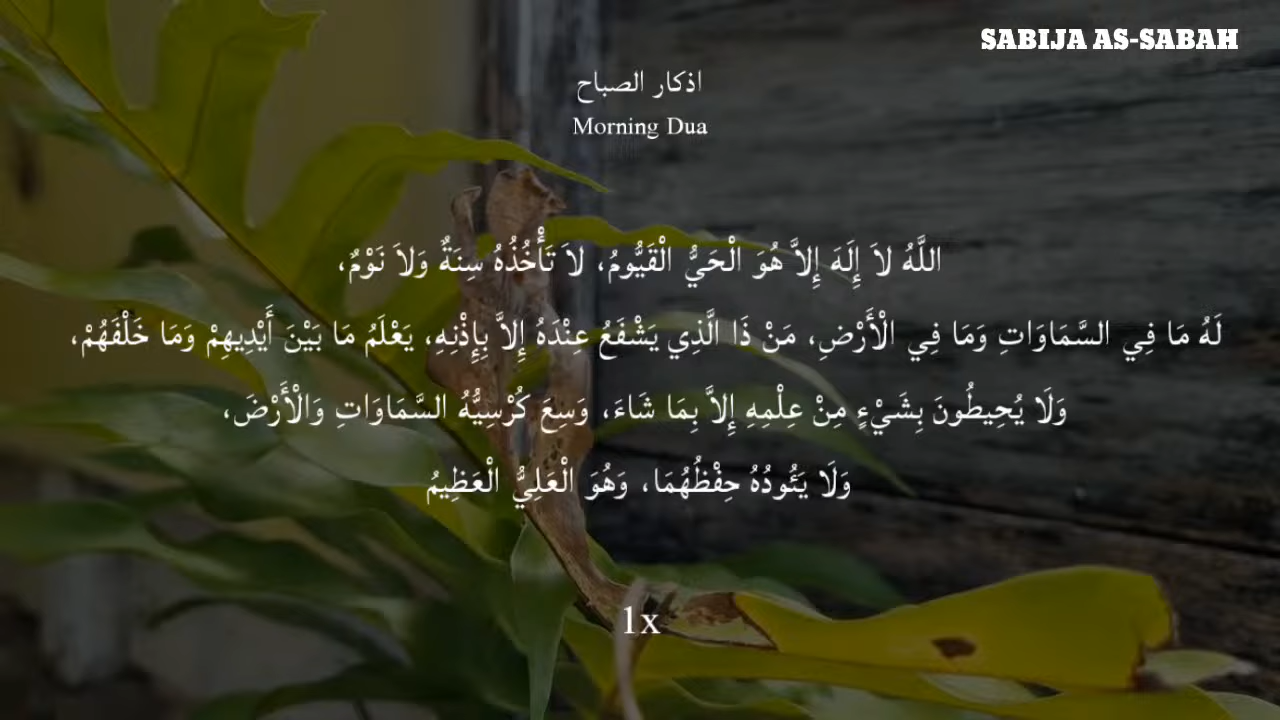 SABIJA AS-SABAH
اذكار الصباح
Morning Dua
اللَّهُ لاَ إِلَهَ إِلاَّ هُوَ الْحَيُّ الْقَيُّومُ، لاَ تَأْخُذُهُ سِنَةٌ وَلاَ نَوْمٌ،
لَهُ مَا فِي السَّمَاوَاتِ وَمَا فِي الْأَرْضِ، مَنْ ذَا الَّذِي يَشْفَعُ عِنْدَهُ إِلاَّ بِإِذْنِهِ، يَعْلَمُ مَا بَيْنَ أَيْدِيهِمْ وَمَا خَلْفَهُمْ،
وَلَا يُحِيطُونَ بِشَيْءٍ مِنْ عِلْمِهِ إِلاَّ بِمَا شَاءَ، وَسِعَ كُرْسِيُّهُ السَّمَاوَاتِ وَالْأَرْضَ،
وَلَا يَئُودُهُ حِفْظُهُمَا، وَهُوَ الْعَلِيُّ الْعَظِيمُ
1x